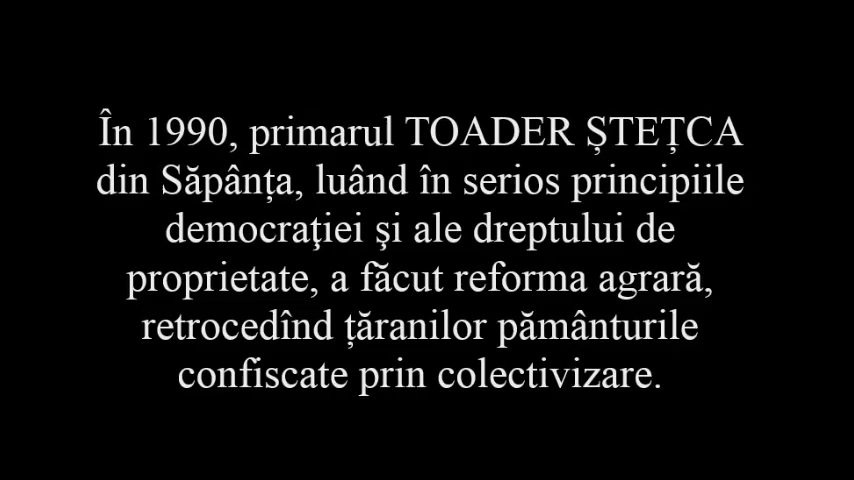 În 1990, primarul TOADER ȘTEȚCA
din Săpânța, luând în serios principiile
democraţiei şi ale dreptului de
proprietate, a făcut reforma agrară,
retrocedînd țăranilor pământurile
confiscate prin colectivizare.